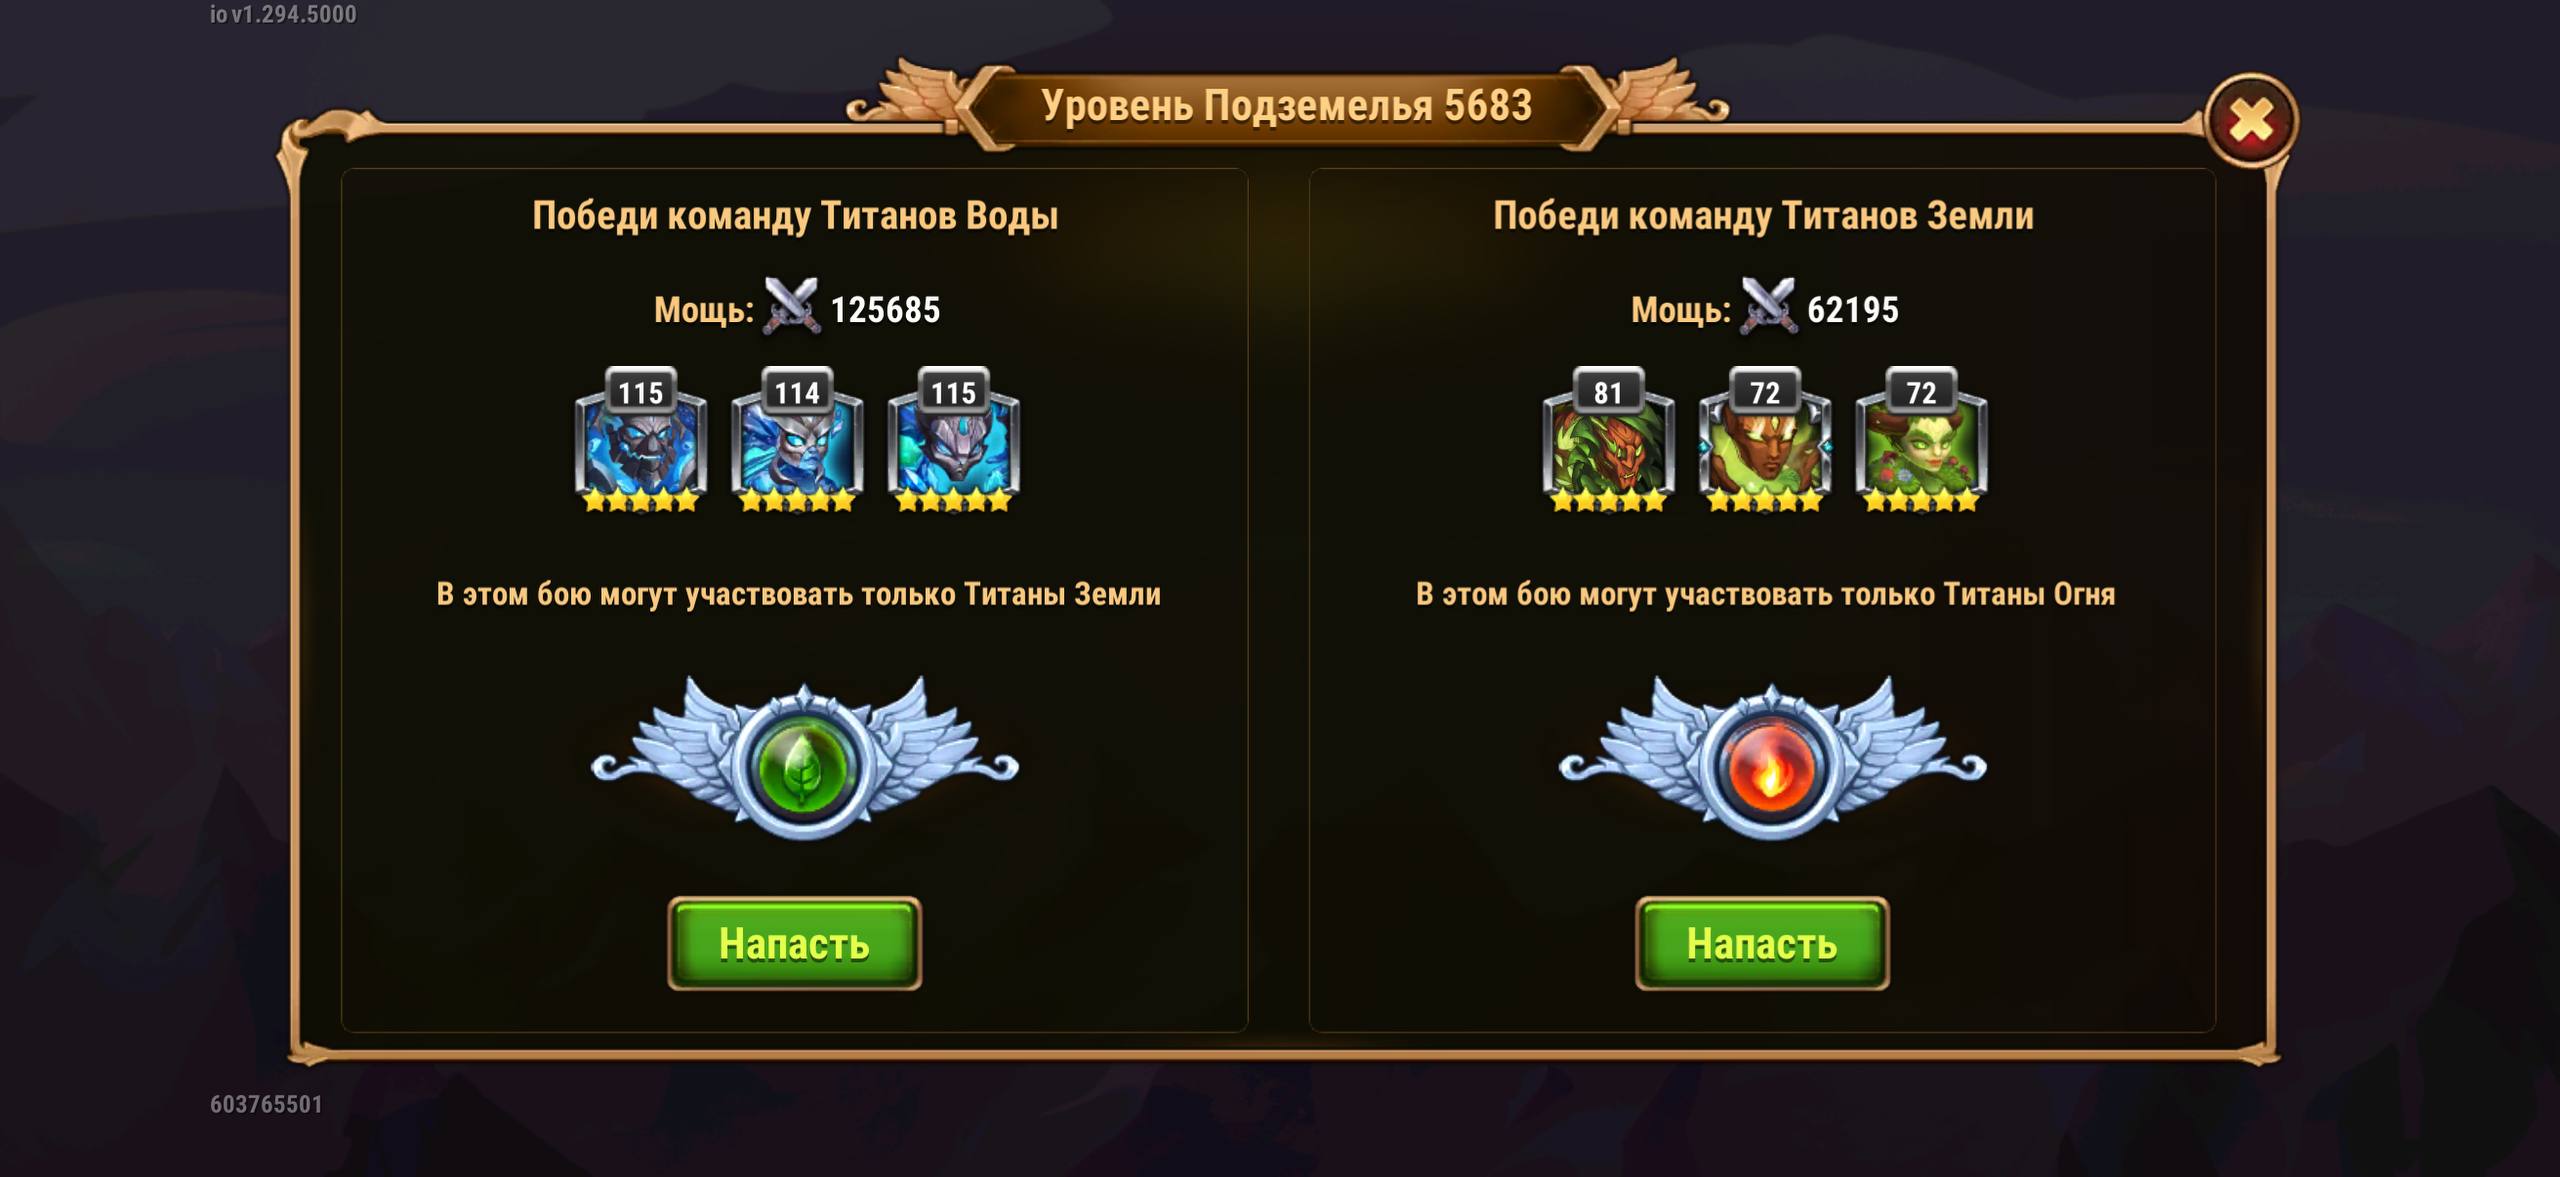 io v1.294.5000
Уровень Подземелья 5683
Победи команду Титанов Воды
Мощь: 125685
115 114 115
В этом бою могут участвовать только Титаны Земли
Напасть
Победи команду Титанов Земли
Мощь: 62195
81 72 72
В этом бою могут участвовать только Титаны Огня
Напасть
603765501